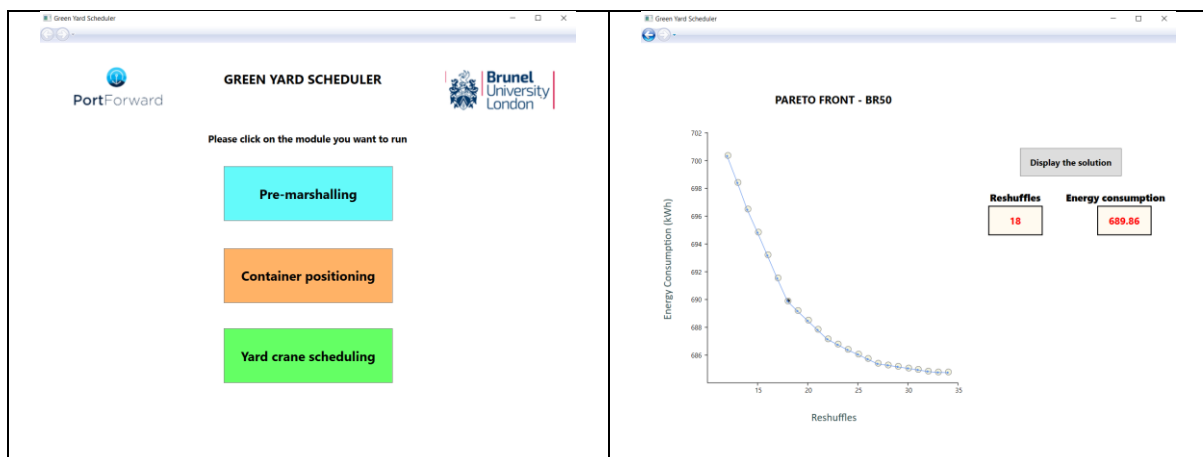 Green Yard Scheduler
PortForward
GREEN YARD SCHEDULER
Brunel
University
London
Please click on the module you want to run
Pre-marshalling
Container positioning
Yard crane scheduling
Green Yard Scheduler
PARETO FRONT - BR50
702
700
698
696
694
692
690
688
686
Energy Consumption (kWh)
15 20 25 30 35
Reshuffles
Display the solution
Reshuffles Energy consumption
18 689.86